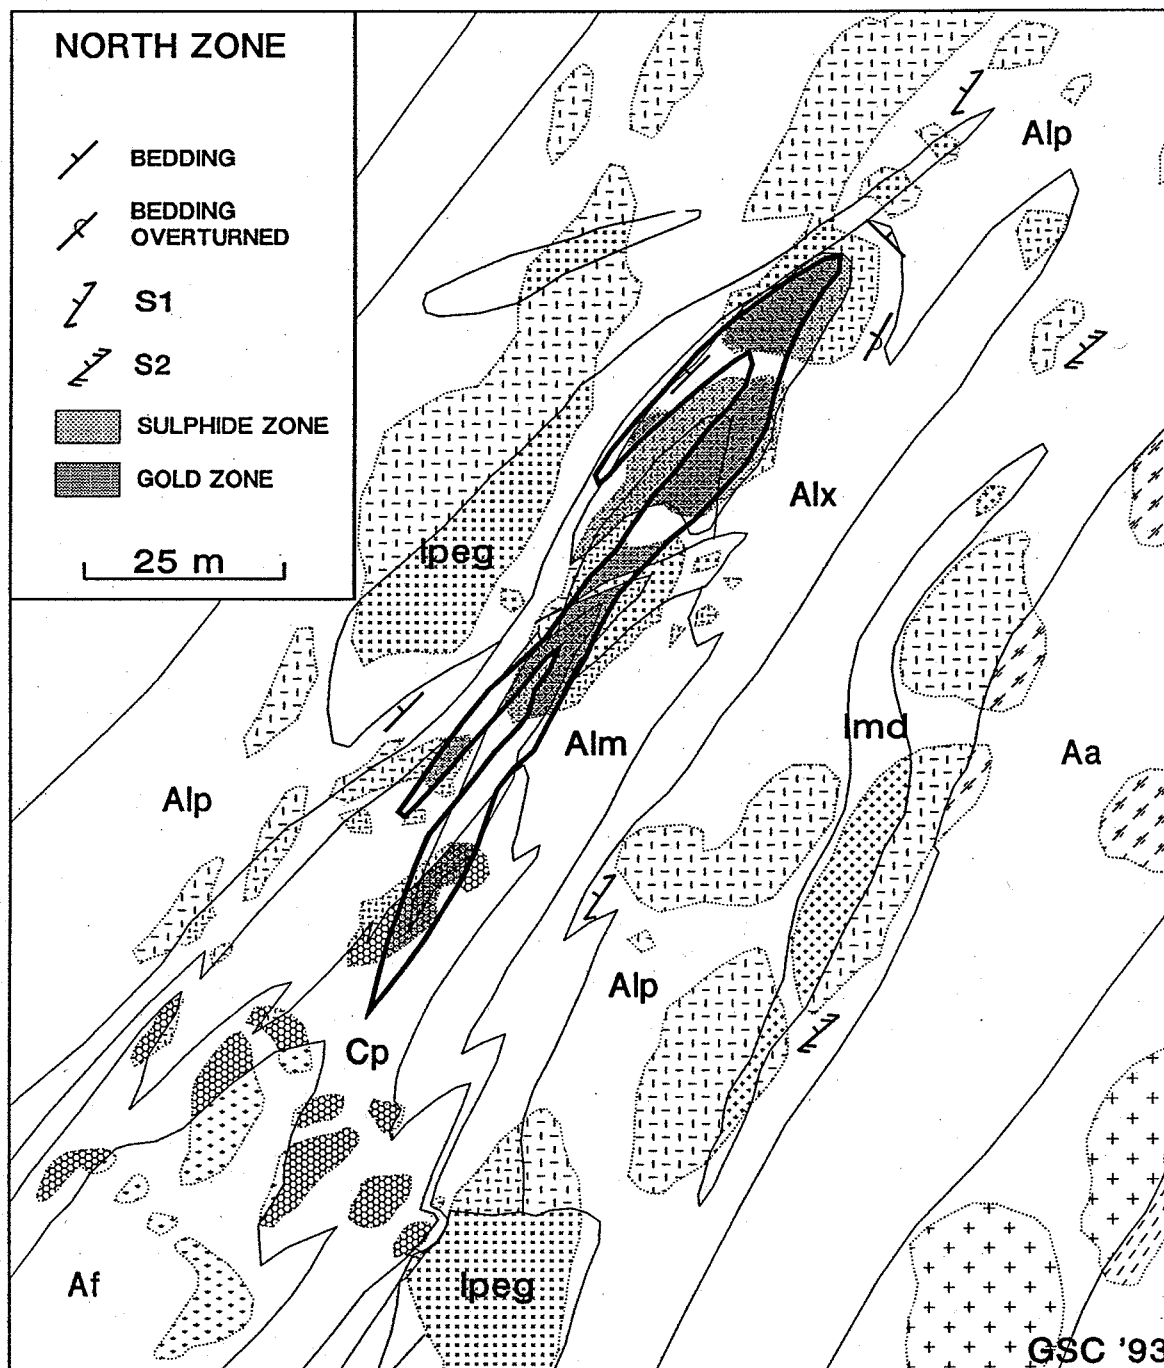 NORTH ZONE
BEDDING
BEDDING
OVERTURNED
S1
S2
SULPHIDE ZONE
GOLD ZONE
25 m
Alp
Alx
Ipeg
Imd
Alm
Aa
Alp
Alp
Cp
Af
Ipeg
GSC '93